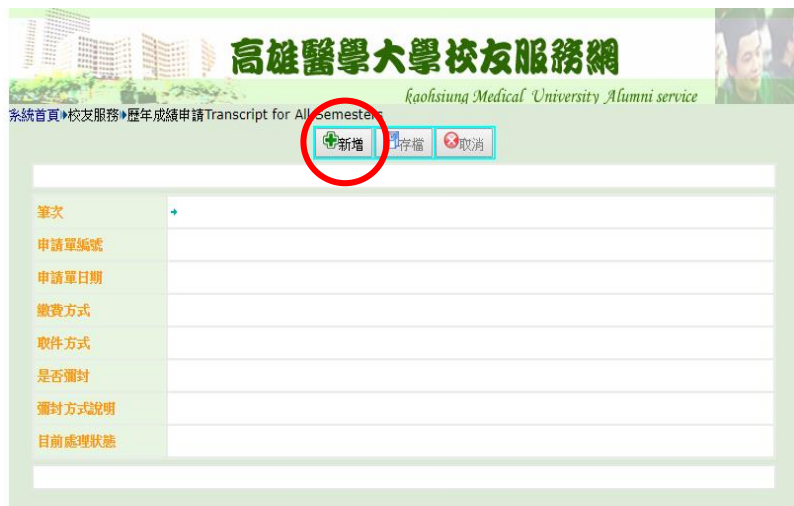 高雄醫學大學校友服務網
kaohsiung Medical University Alumni service
系統首頁▸校友服務▸歷年成績申請Transcript for All Semesters
新增 存檔 取消
筆次
申請單編號
申請單日期
繳費方式
取件方式
是否彌封
彌封方式說明
目前處理狀態